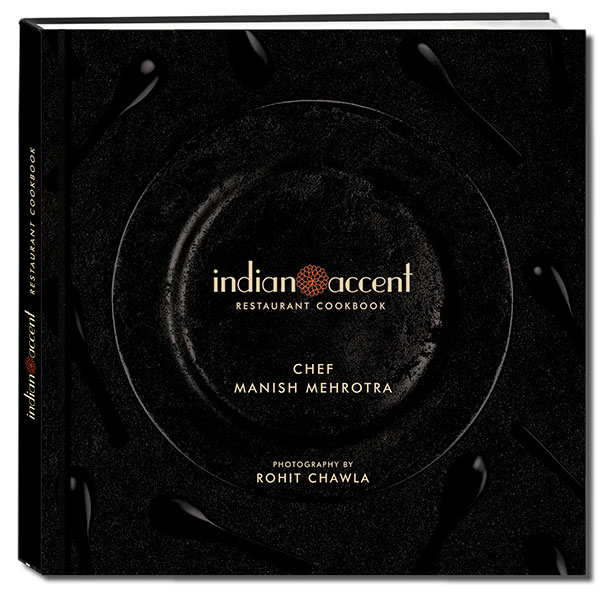 indian accent
RESTAURANT COOKBOOK
CHEF
MANISH MEHROTRA
PHOTOGRAPHY BY
ROHIT CHAWLA
indian accent RESTAURANT COOKBOOK